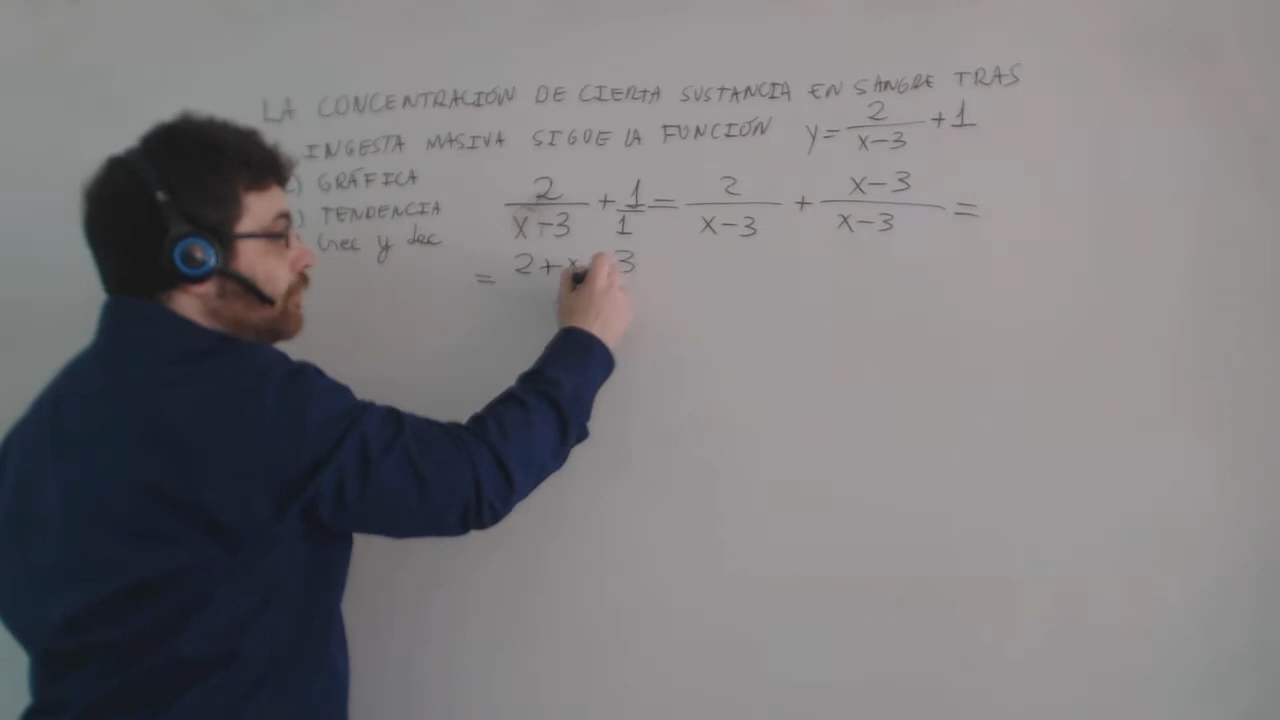 LA CONCENTRACIÓN DE CIERTA SUSTANCIA EN SANGRE TRAS
INGESTA MASIVA SIGUE LA FUNCIÓN y = 2/(x-3) + 1
) GRÁFICA
) TENDENCIA
Crec y dec
2/(x-3) + 1/1 = 2/(x-3) + (x-3)/(x-3) =
= 2+x 3